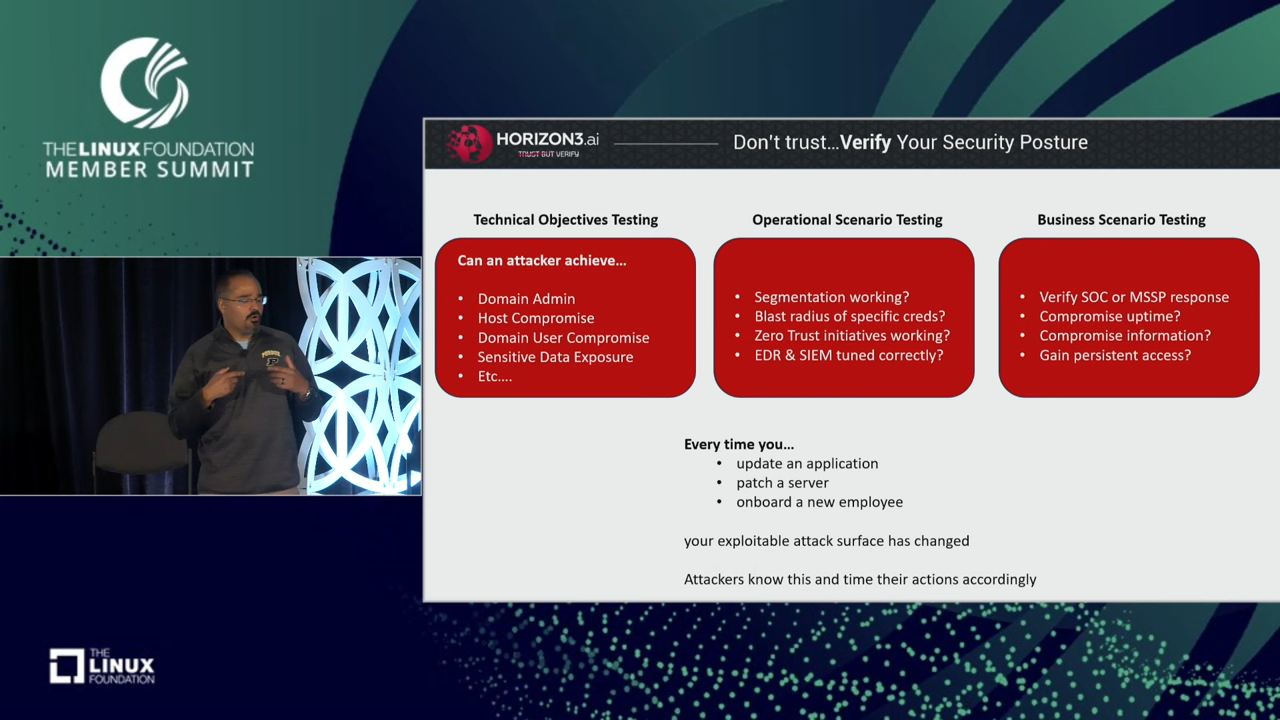 THE LINUX FOUNDATION
MEMBER SUMMIT
HORIZON3.ai
TRUST BUT VERIFY
Don't trust...Verify Your Security Posture
Technical Objectives Testing
Can an attacker achieve...
• Domain Admin
• Host Compromise
• Domain User Compromise
• Sensitive Data Exposure
• Etc....
Operational Scenario Testing
• Segmentation working?
• Blast radius of specific creds?
• Zero Trust initiatives working?
• EDR & SIEM tuned correctly?
Business Scenario Testing
• Verify SOC or MSSP response
• Compromise uptime?
• Compromise information?
• Gain persistent access?
PURDUE
P
Every time you...
• update an application
• patch a server
• onboard a new employee
your exploitable attack surface has changed
Attackers know this and time their actions accordingly
THE
LINUX
FOUNDATION